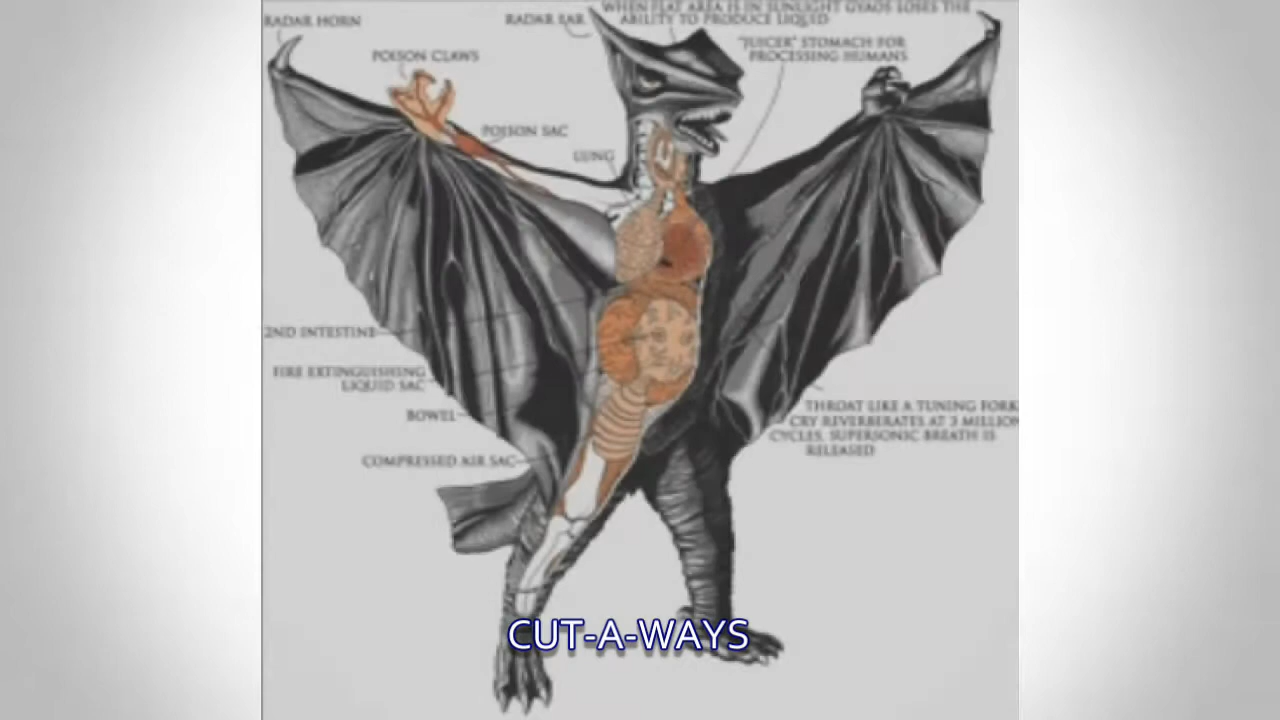 WHEN FLAT AREA IS IN SUNLIGHT GYAOS LOSES THE
ABILITY TO PRODUCE LIQUID
RADAR HORN
RADAR EAR
"JUICER" STOMACH FOR
PROCESSING HUMANS
POISON CLAWS
POISON SAC
LUNG
2ND INTESTINE
FIRE EXTINGUISHING
LIQUID SAC
BOWEL
COMPRESSED AIR SAC
THROAT LIKE A TUNING FORK
CRY REVERBERATES AT 3 MILLION
CYCLES. SUPERSONIC BREATH IS
RELEASED
CUT-A-WAYS